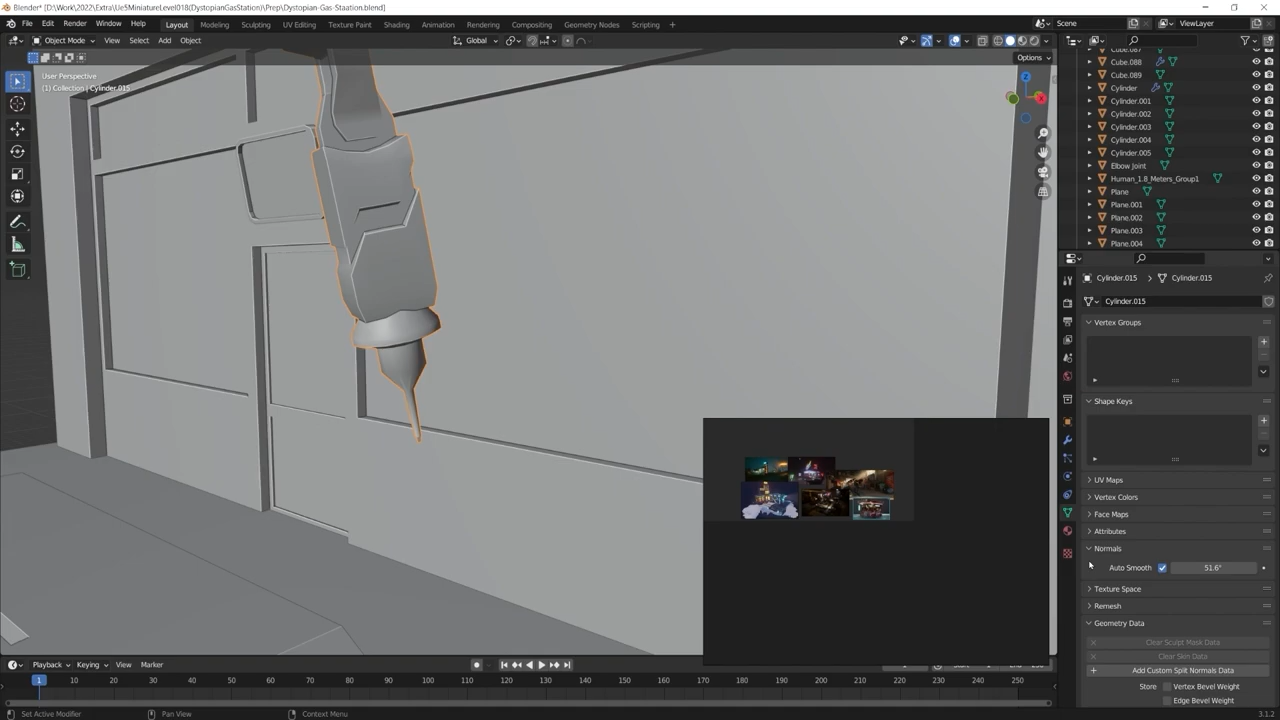 Blender* [D:\Work\2022\Extra\Ue5MiniatureLevel018(DystopianGasStation)\Prep\Dystopian-Gas-Staation.blend]
File Edit Render Window Help Layout Modeling Sculpting UV Editing Texture Paint Shading Animation Rendering Compositing Geometry Nodes Scripting + Scene ViewLayer
Object Mode View Select Add Object Global
Options
User Perspective
(1) Collection | Cylinder.015
Z
X
Cube.087
Cube.088
Cube.089
Cylinder
Cylinder.001
Cylinder.002
Cylinder.003
Cylinder.004
Cylinder.005
Elbow Joint
Human_1.8_Meters_Group1
Plane
Plane.001
Plane.002
Plane.003
Plane.004
Cylinder.015 > Cylinder.015
Cylinder.015
Vertex Groups
Shape Keys
UV Maps
Vertex Colors
Face Maps
Attributes
Normals
Auto Smooth 51.6°
Texture Space
Remesh
Geometry Data
Clear Sculpt Mask Data
Clear Skin Data
Add Custom Split Normals Data
Store Vertex Bevel Weight
Edge Bevel Weight
Playback Keying View Marker
1 10 20 30 40 50 60 70 80 90 100 110 120 130 140 150 160 170 180 190 200 210 220 230 240 250
Set Active Modifier Pan View Context Menu 3.1.2